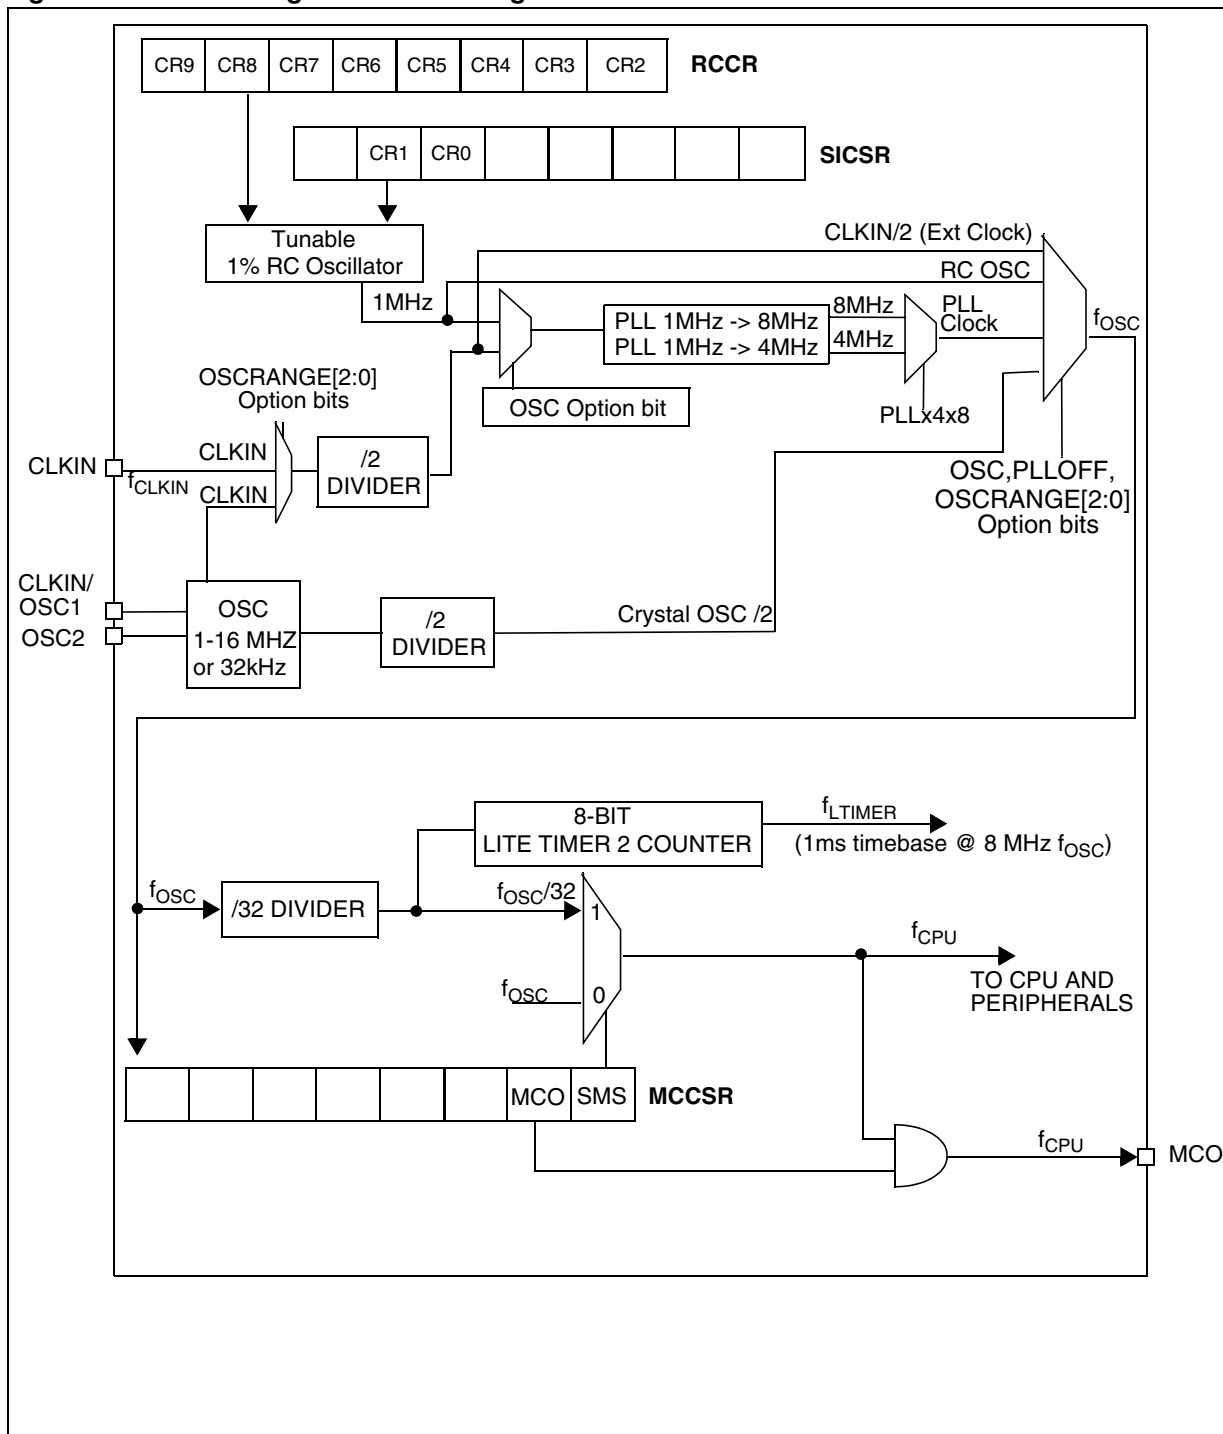 CR9 CR8 CR7 CR6 CR5 CR4 CR3 CR2 RCCR
CR1 CR0 SICSR
Tunable
1% RC Oscillator
CLKIN/2 (Ext Clock)
RC OSC
1MHz
PLL 1MHz -> 8MHz
PLL 1MHz -> 4MHz
8MHz
4MHz
PLL
Clock
fOSC
OSC Option bit
PLLx4x8
OSCRANGE[2:0]
Option bits
CLKIN
fCLKIN
CLKIN
CLKIN
/2
DIVIDER
OSC,PLLOFF,
OSCRANGE[2:0]
Option bits
CLKIN/
OSC1
OSC2
OSC
1-16 MHZ
or 32kHz
/2
DIVIDER
Crystal OSC /2
8-BIT
LITE TIMER 2 COUNTER
fLTIMER
(1ms timebase @ 8 MHz fOSC)
fOSC
/32 DIVIDER
fOSC/32
1
fOSC
0
fCPU
TO CPU AND
PERIPHERALS
MCO SMS MCCSR
fCPU
MCO